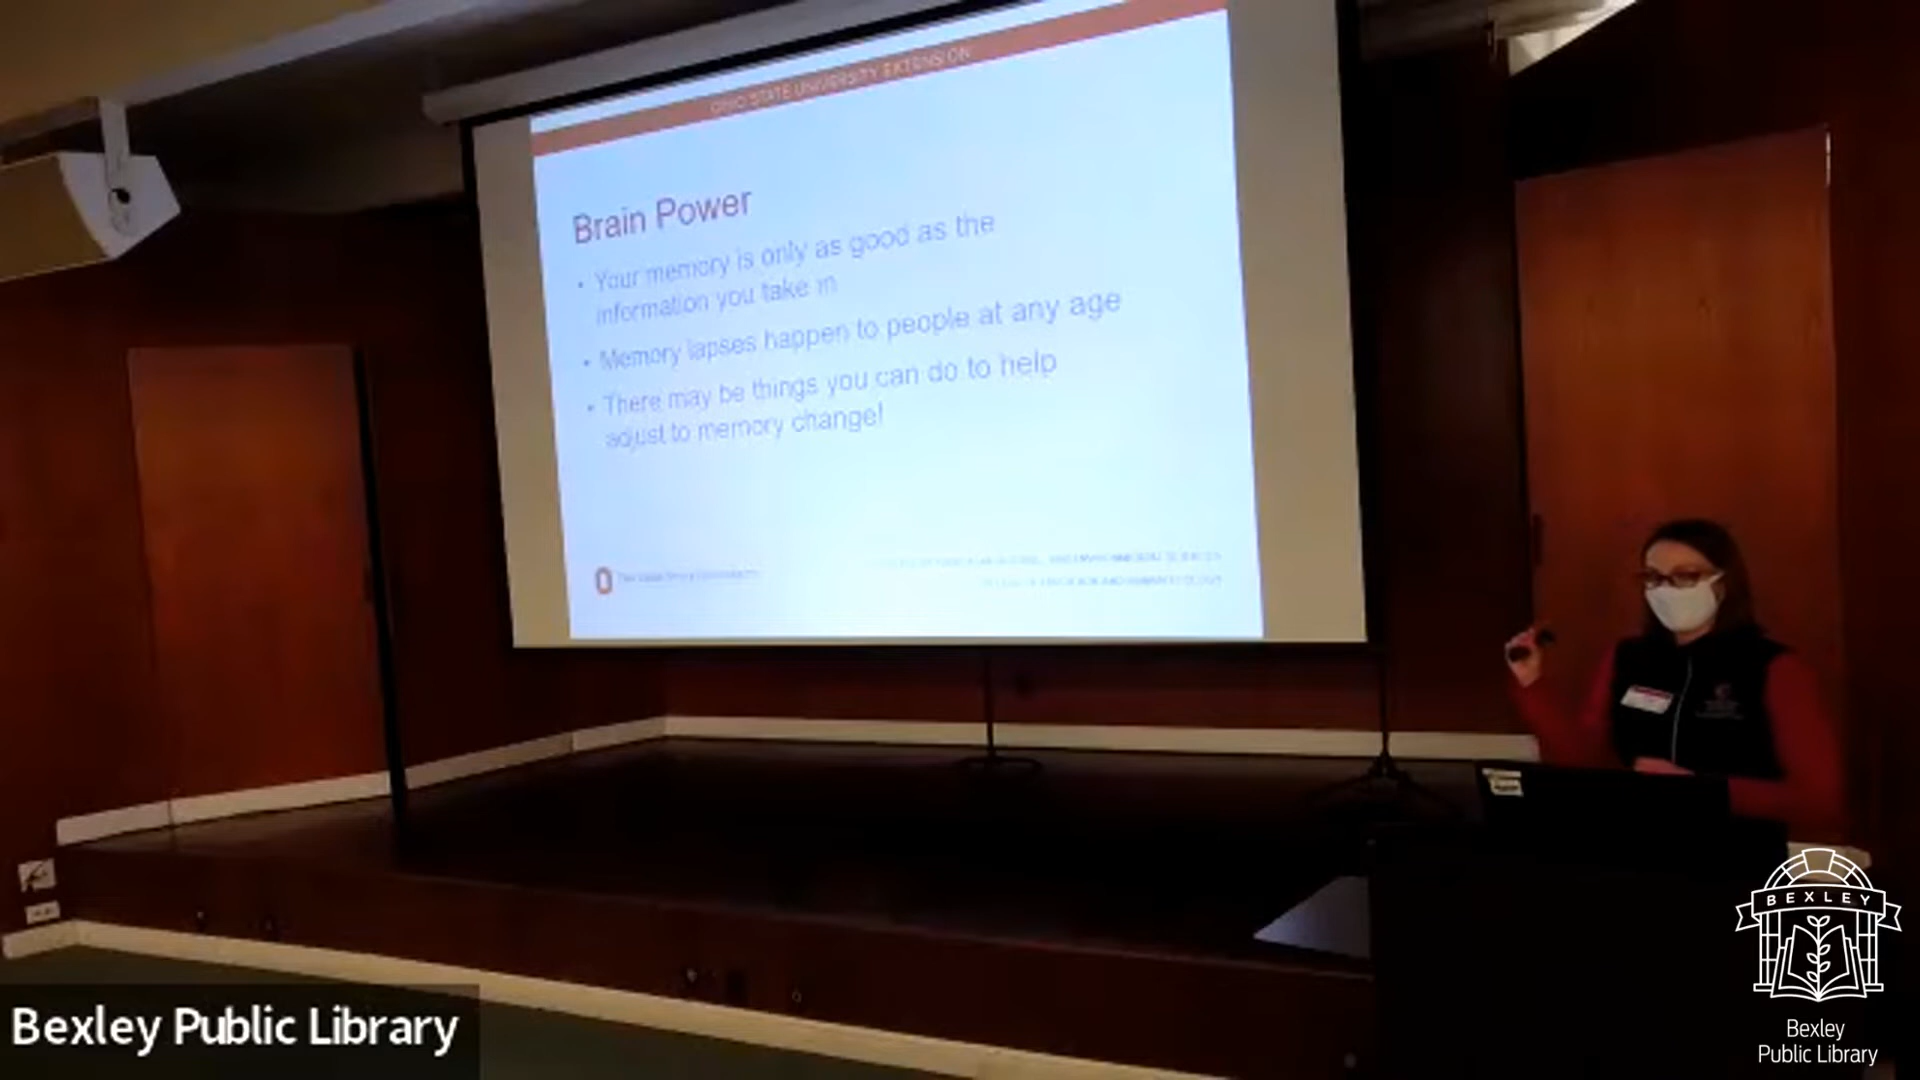 OHIO STATE UNIVERSITY EXTENSION
Brain Power
• Your memory is only as good as the
information you take in
• Memory lapses happen to people at any age
• There may be things you can do to help
adjust to memory change!
Bexley Public Library
BEXLEY
Bexley
Public Library